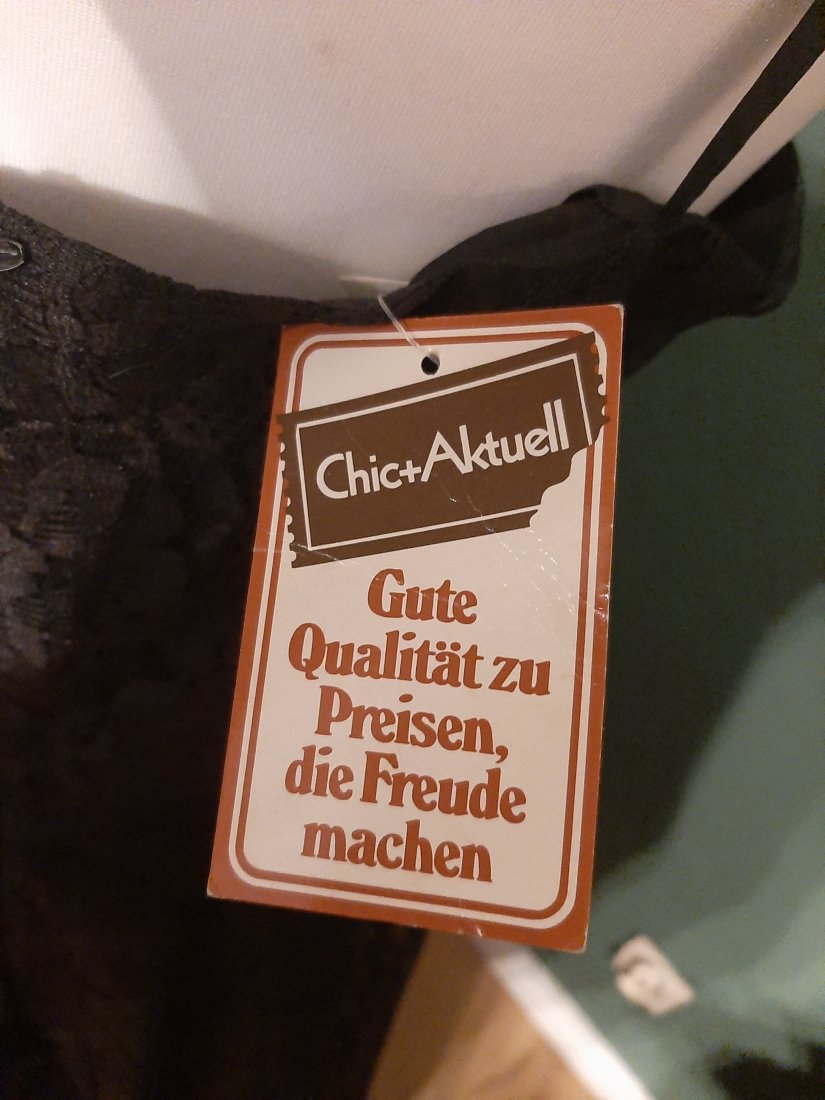 Chic+Aktuell
Gute
Qualität zu
Preisen,
die Freude
machen